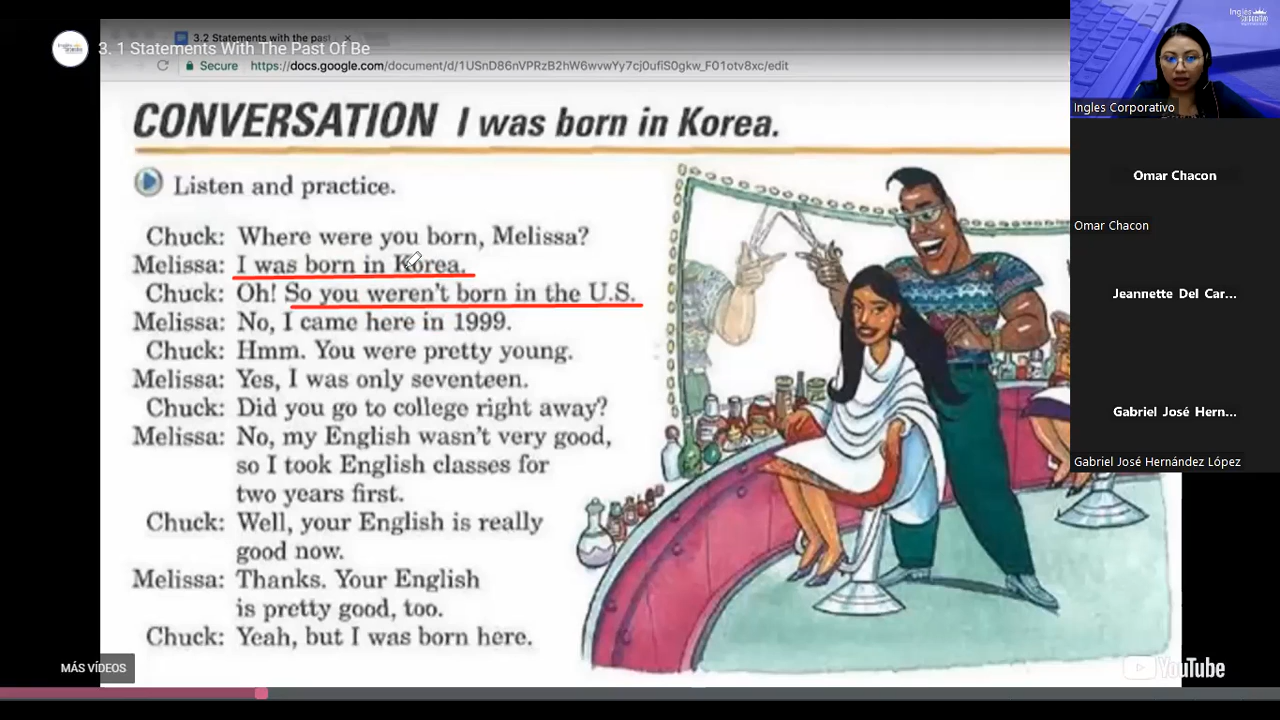 3.2 Statements with the past
3. 1 Statements With The Past Of Be
Secure https://docs.google.com/document/d/1USnD86nVPRzB2hW6wvwYy7cj0ufiS0gkw_F01otv8xc/edit
CONVERSATION I was born in Korea.
Listen and practice.
Chuck: Where were you born, Melissa?
Melissa: I was born in Korea.
Chuck: Oh! So you weren't born in the U.S.
Melissa: No, I came here in 1999.
Chuck: Hmm. You were pretty young.
Melissa: Yes, I was only seventeen.
Chuck: Did you go to college right away?
Melissa: No, my English wasn't very good,
so I took English classes for
two years first.
Chuck: Well, your English is really
good now.
Melissa: Thanks. Your English
is pretty good, too.
Chuck: Yeah, but I was born here.
MÁS VÍDEOS
YouTube
Inglés
Ingles Corporativo
Omar Chacon
Omar Chacon
Jeannette Del Car...
Gabriel José Hern...
Gabriel José Hernández López